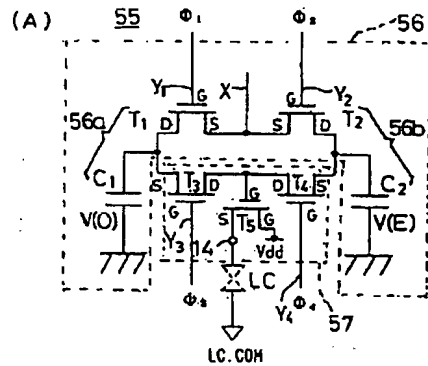 (A) 55 Φ₁ Φ₂ 56
Y₁ G X G Y₂
56a T₁ D S S D T₂ 56b
C₁ S T₃ D G D T₄ S C₂
V(O) G S T₅ G G V(E)
Y₃ 14 Vdd
Φ₃ LC Y₄ Φ₄ 57
LC.COM